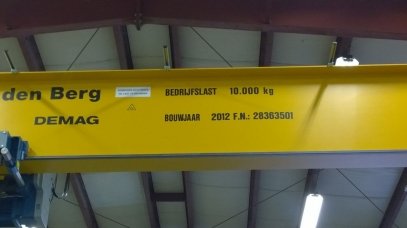 den Berg
DEMAG
BEDRIJFSLAST 10.000 kg
BOUWJAAR 2012 F.N.: 28363501